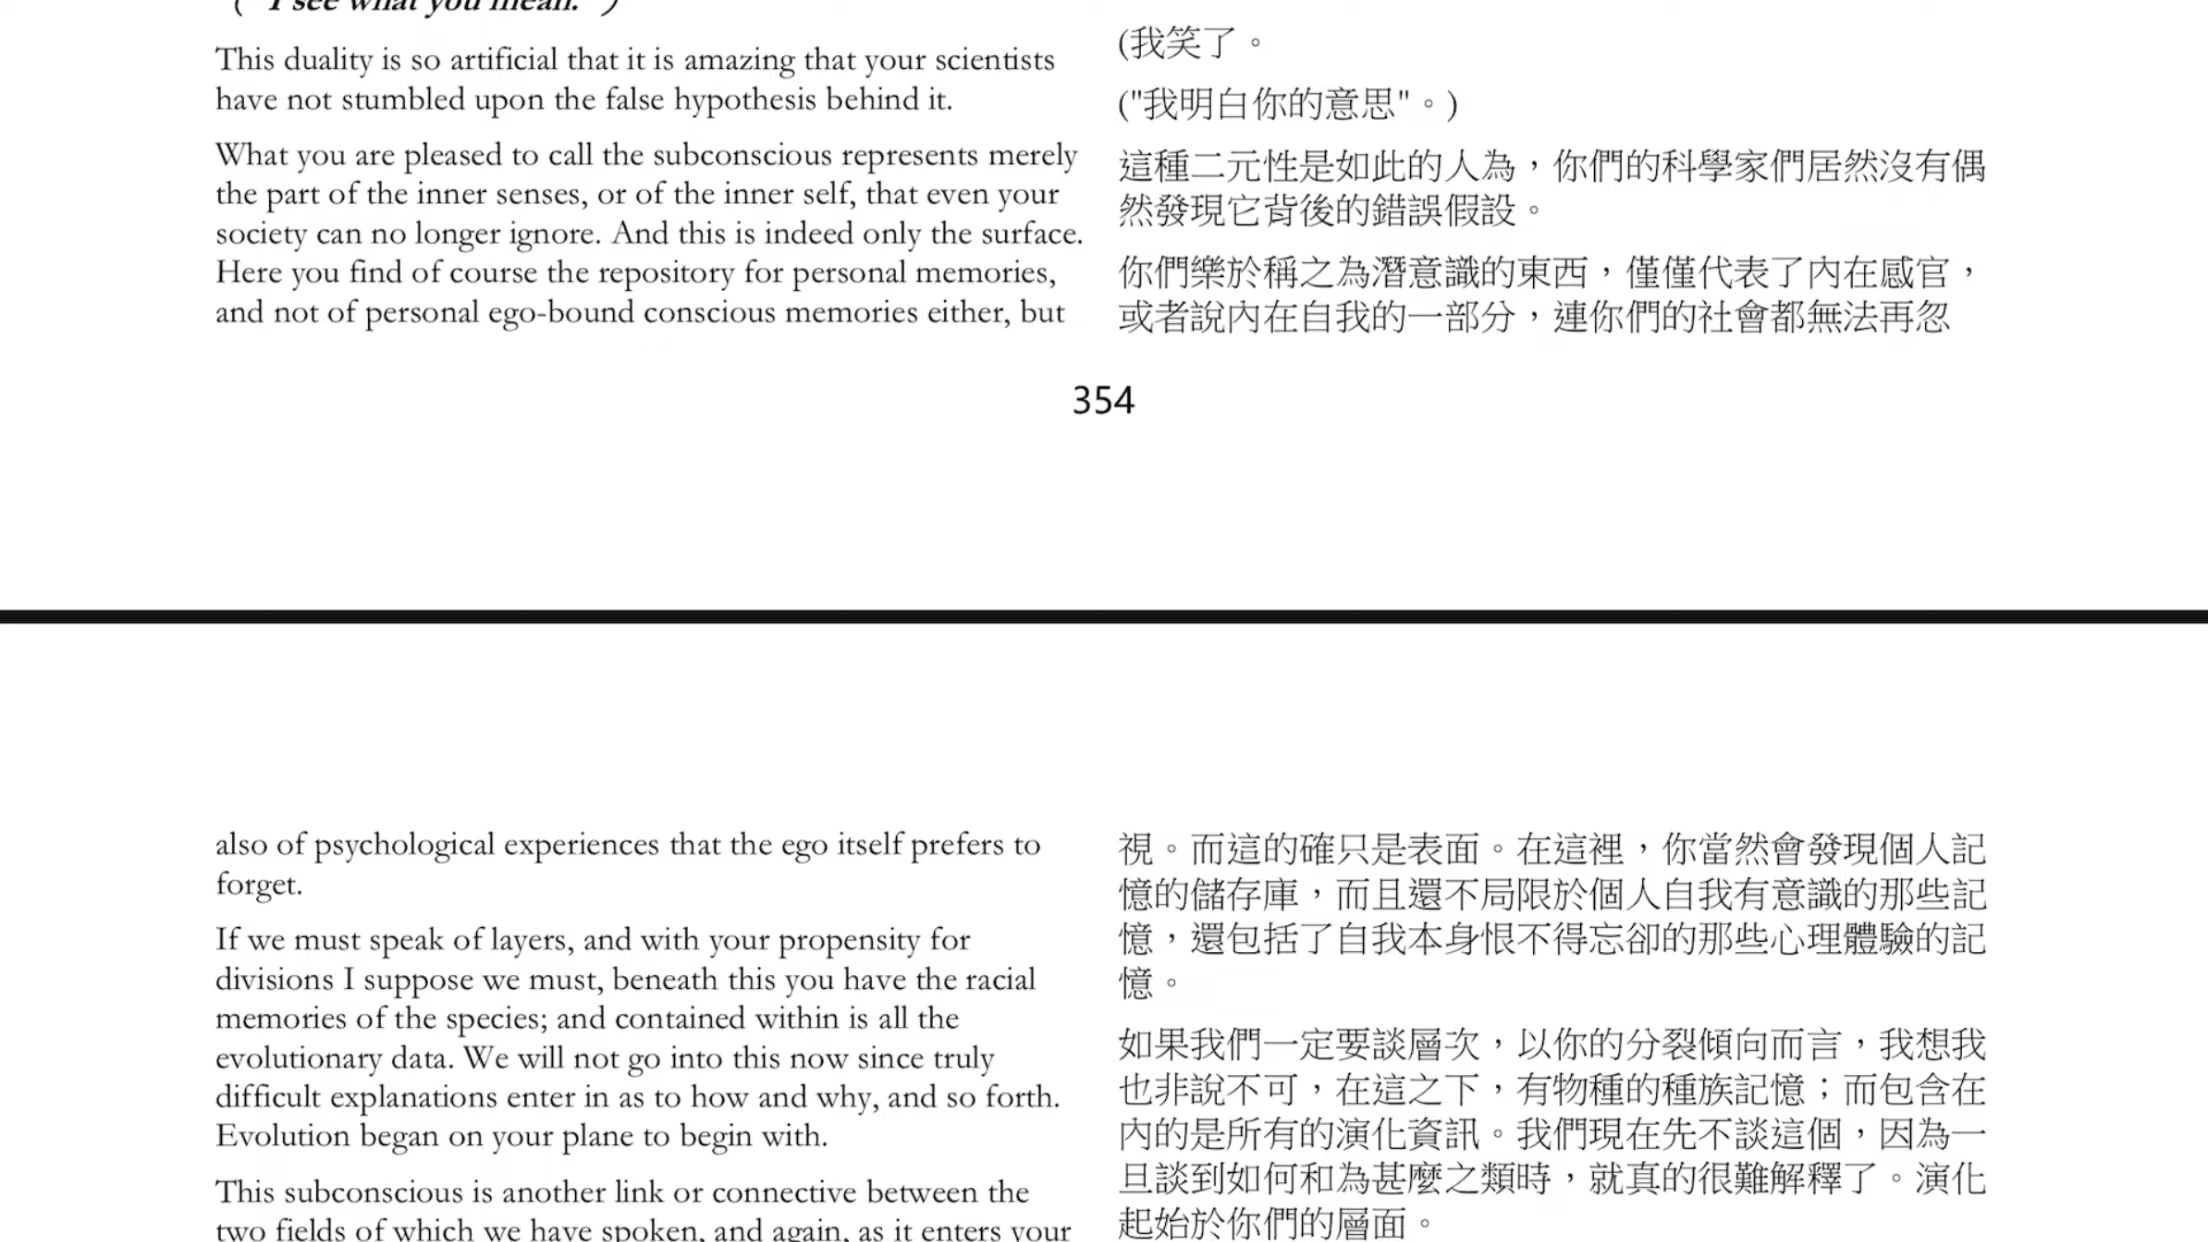 ("I see what you mean.")
This duality is so artificial that it is amazing that your scientists
have not stumbled upon the false hypothesis behind it.
What you are pleased to call the subconscious represents merely
the part of the inner senses, or of the inner self, that even your
society can no longer ignore. And this is indeed only the surface.
Here you find of course the repository for personal memories,
and not of personal ego-bound conscious memories either, but
(我笑了。
("我明白你的意思"。)
這種二元性是如此的人為，你們的科學家們居然沒有偶
然發現它背後的錯誤假設。
你們樂於稱之為潛意識的東西，僅僅代表了內在感官，
或者說內在自我的一部分，連你們的社會都無法再忽
354
also of psychological experiences that the ego itself prefers to
forget.
If we must speak of layers, and with your propensity for
divisions I suppose we must, beneath this you have the racial
memories of the species; and contained within is all the
evolutionary data. We will not go into this now since truly
difficult explanations enter in as to how and why, and so forth.
Evolution began on your plane to begin with.
This subconscious is another link or connective between the
two fields of which we have spoken, and again, as it enters your
視。而這的確只是表面。在這裡，你當然會發現個人記
憶的儲存庫，而且還不局限於個人自我有意識的那些記
憶，還包括了自我本身恨不得忘卻的那些心理體驗的記
憶。
如果我們一定要談層次，以你的分裂傾向而言，我想我
也非說不可，在這之下，有物種的種族記憶；而包含在
內的是所有的演化資訊。我們現在先不談這個，因為一
旦談到如何和為甚麼之類時，就真的很難解釋了。演化
起始於你們的層面。